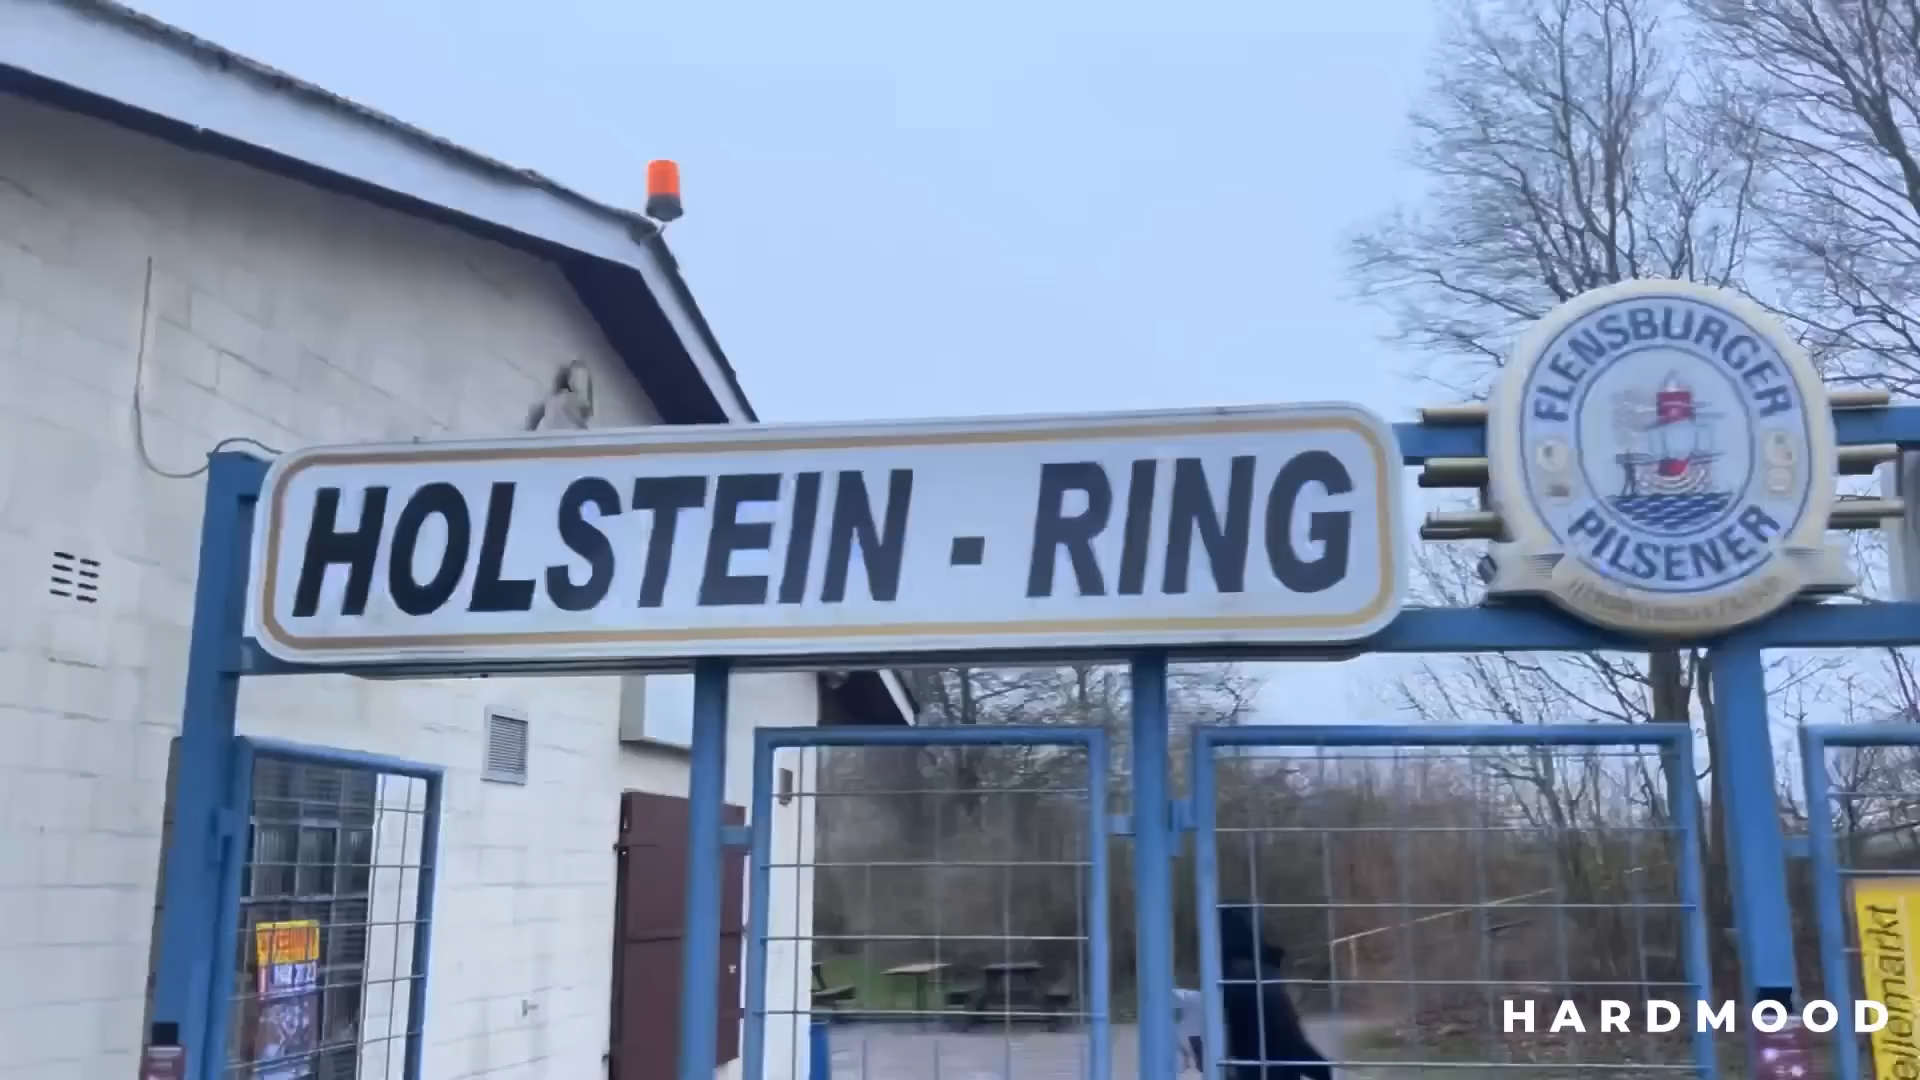 HOLSTEIN - RING
FLENSBURGER
PILSENER
HARDMOOD